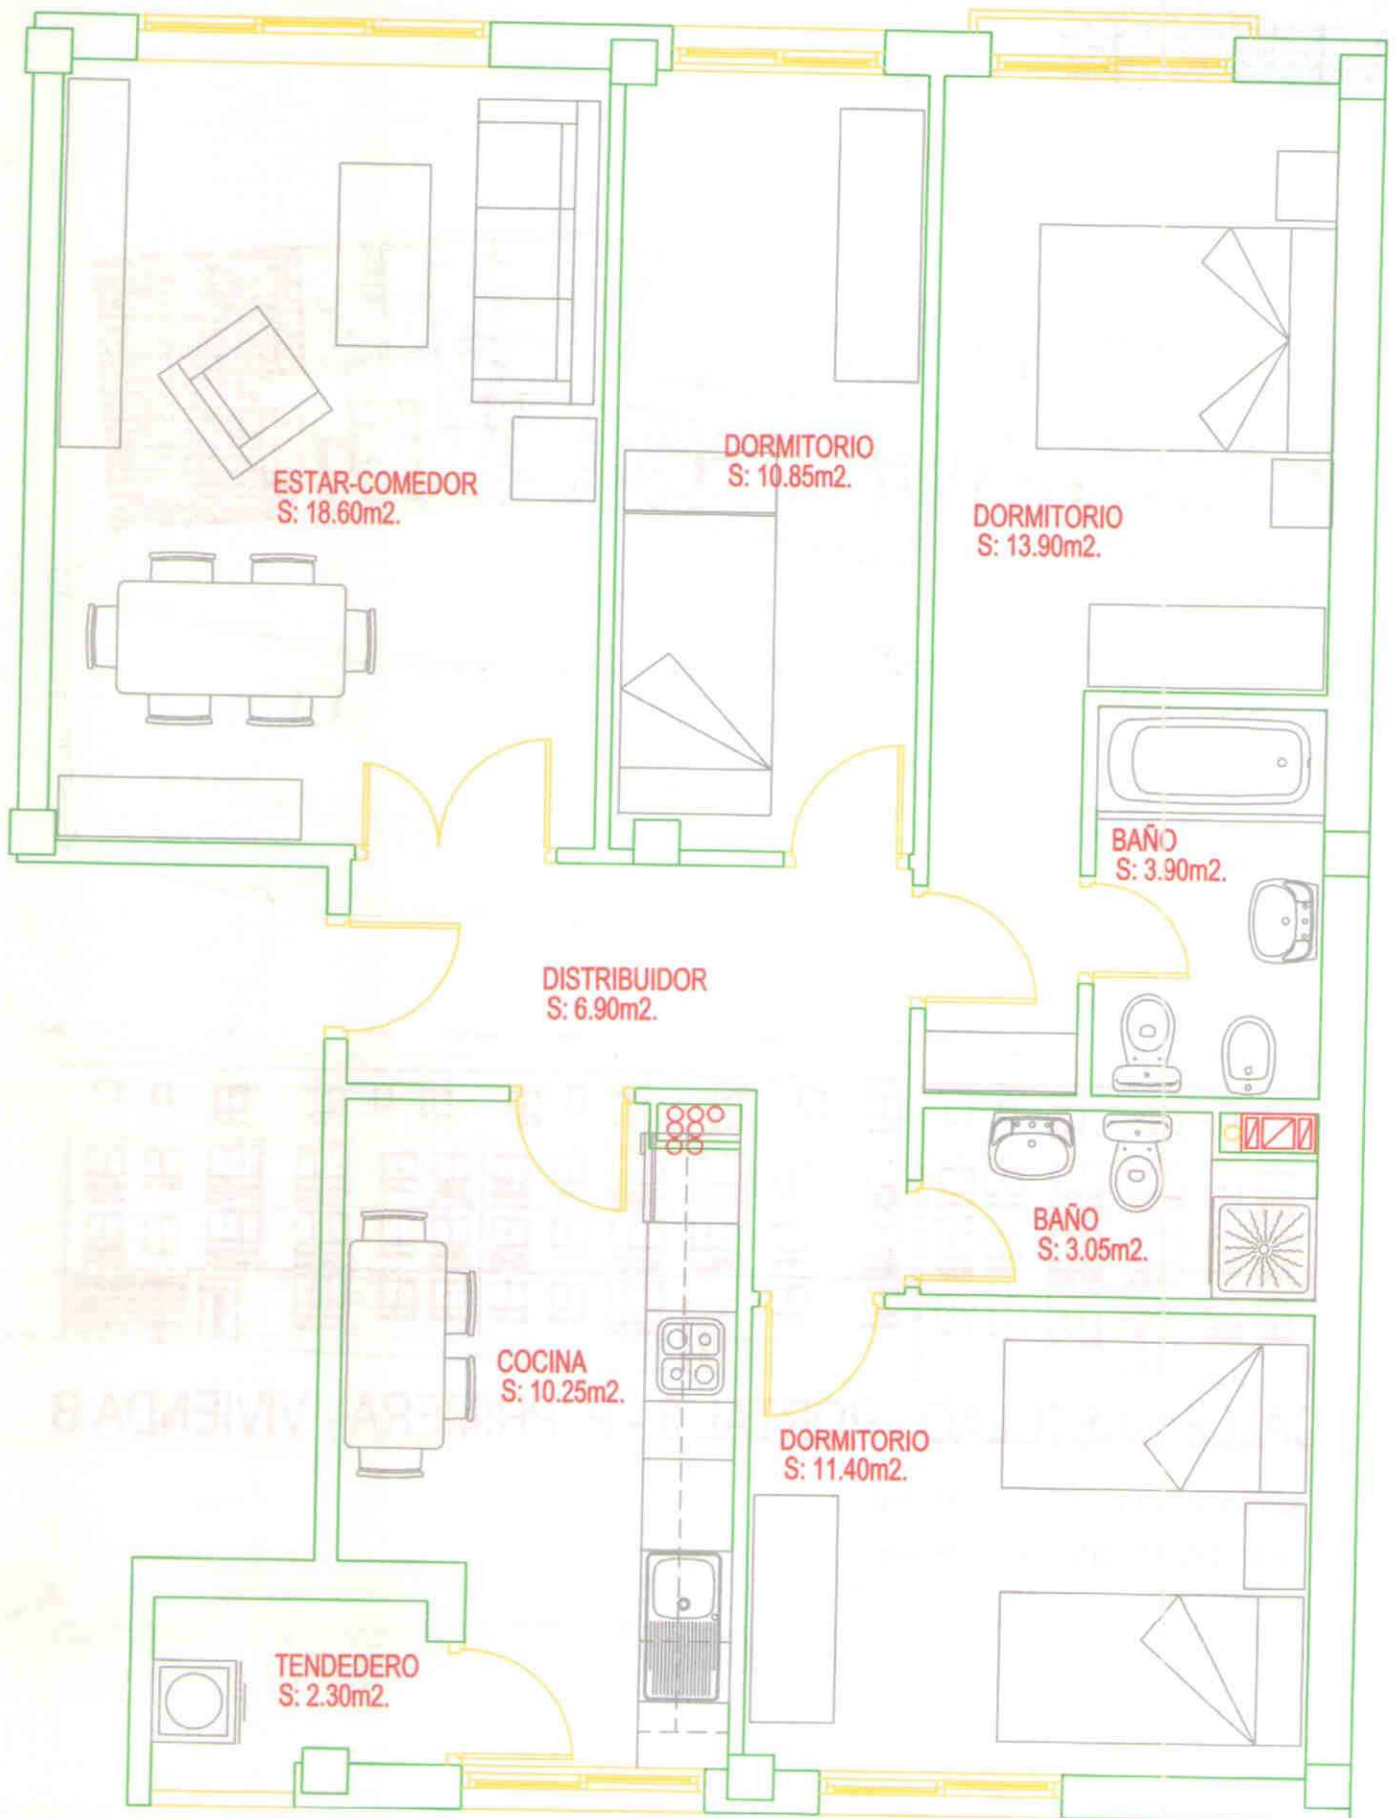 ESTAR-COMEDOR
S: 18.60m2.
DORMITORIO
S: 10.85m2.
DORMITORIO
S: 13.90m2.
BAÑO
S: 3.90m2.
DISTRIBUIDOR
S: 6.90m2.
BAÑO
S: 3.05m2.
COCINA
S: 10.25m2.
DORMITORIO
S: 11.40m2.
TENDEDERO
S: 2.30m2.
VIVIENDA B